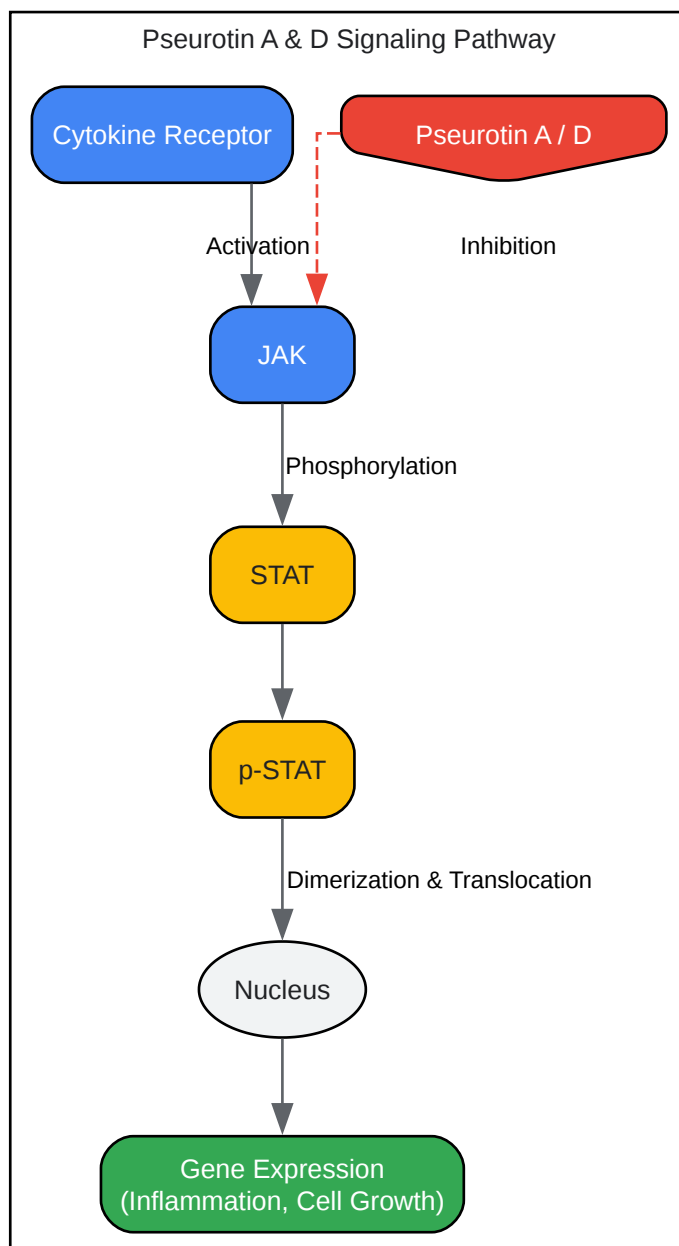 Pseurotin A & D Signaling Pathway
Cytokine Receptor
Pseurotin A / D
Activation
Inhibition
JAK
Phosphorylation
STAT
p-STAT
Dimerization & Translocation
Nucleus
Gene Expression
(Inflammation, Cell Growth)